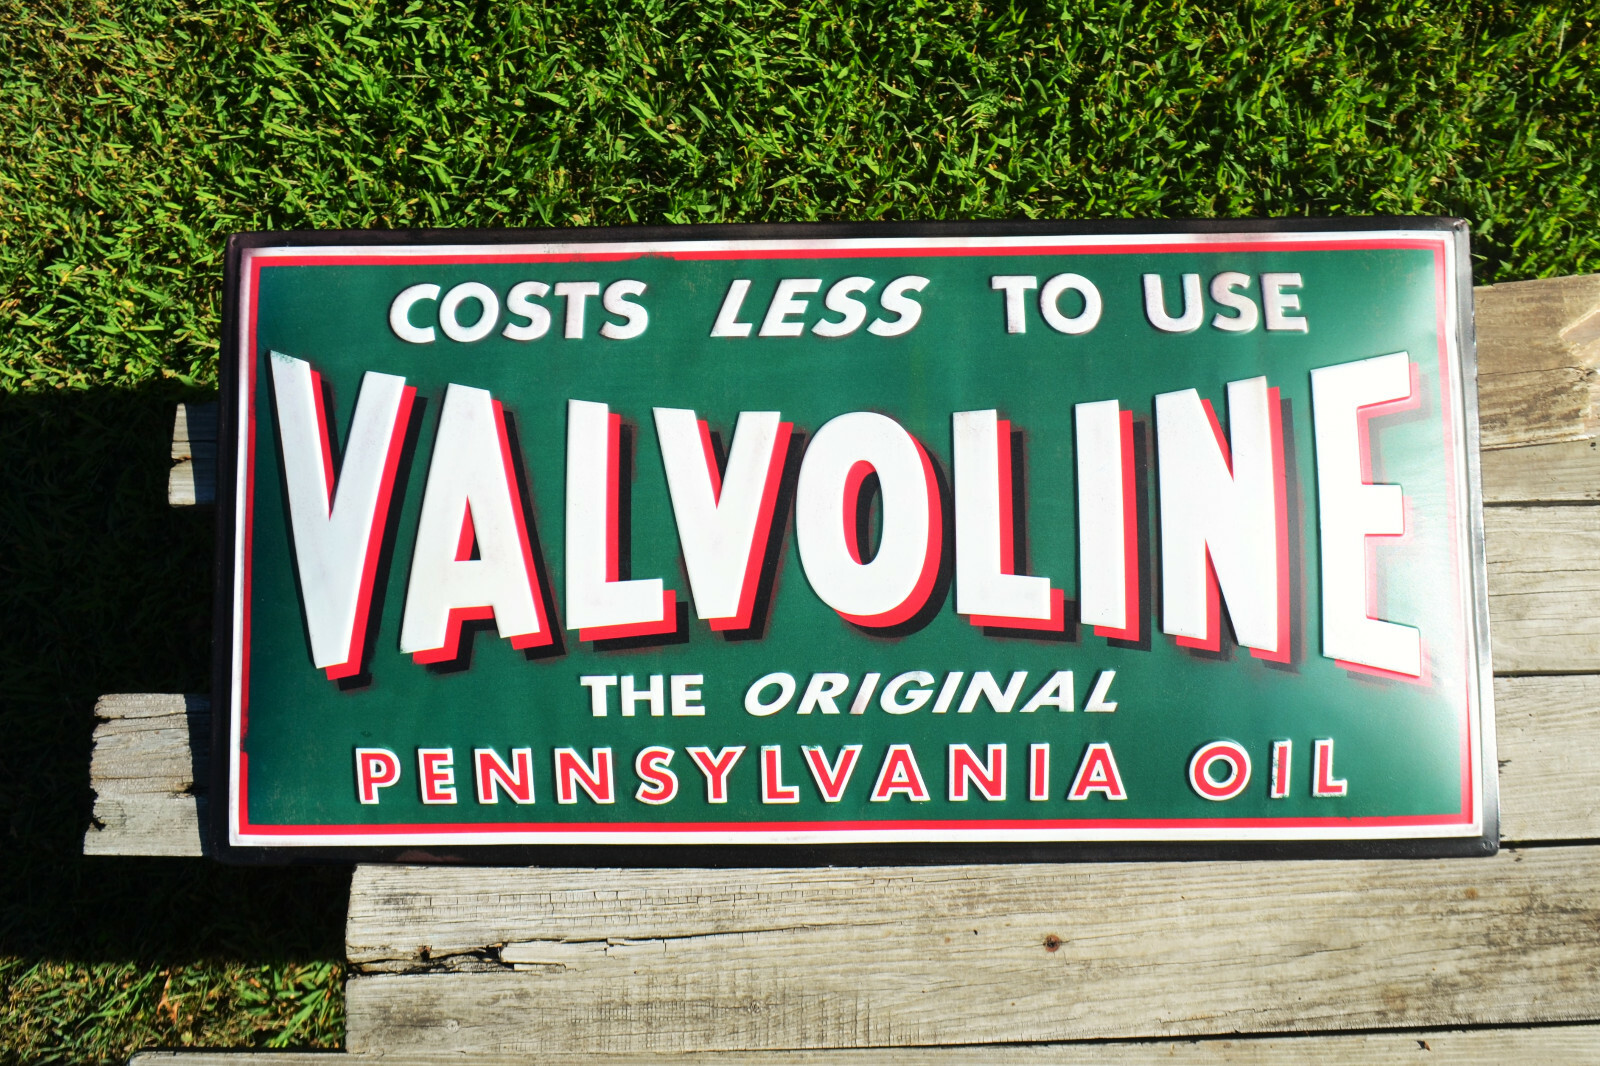 COSTS LESS TO USE
VALVOLINE
THE ORIGINAL
PENNSYLVANIA OIL